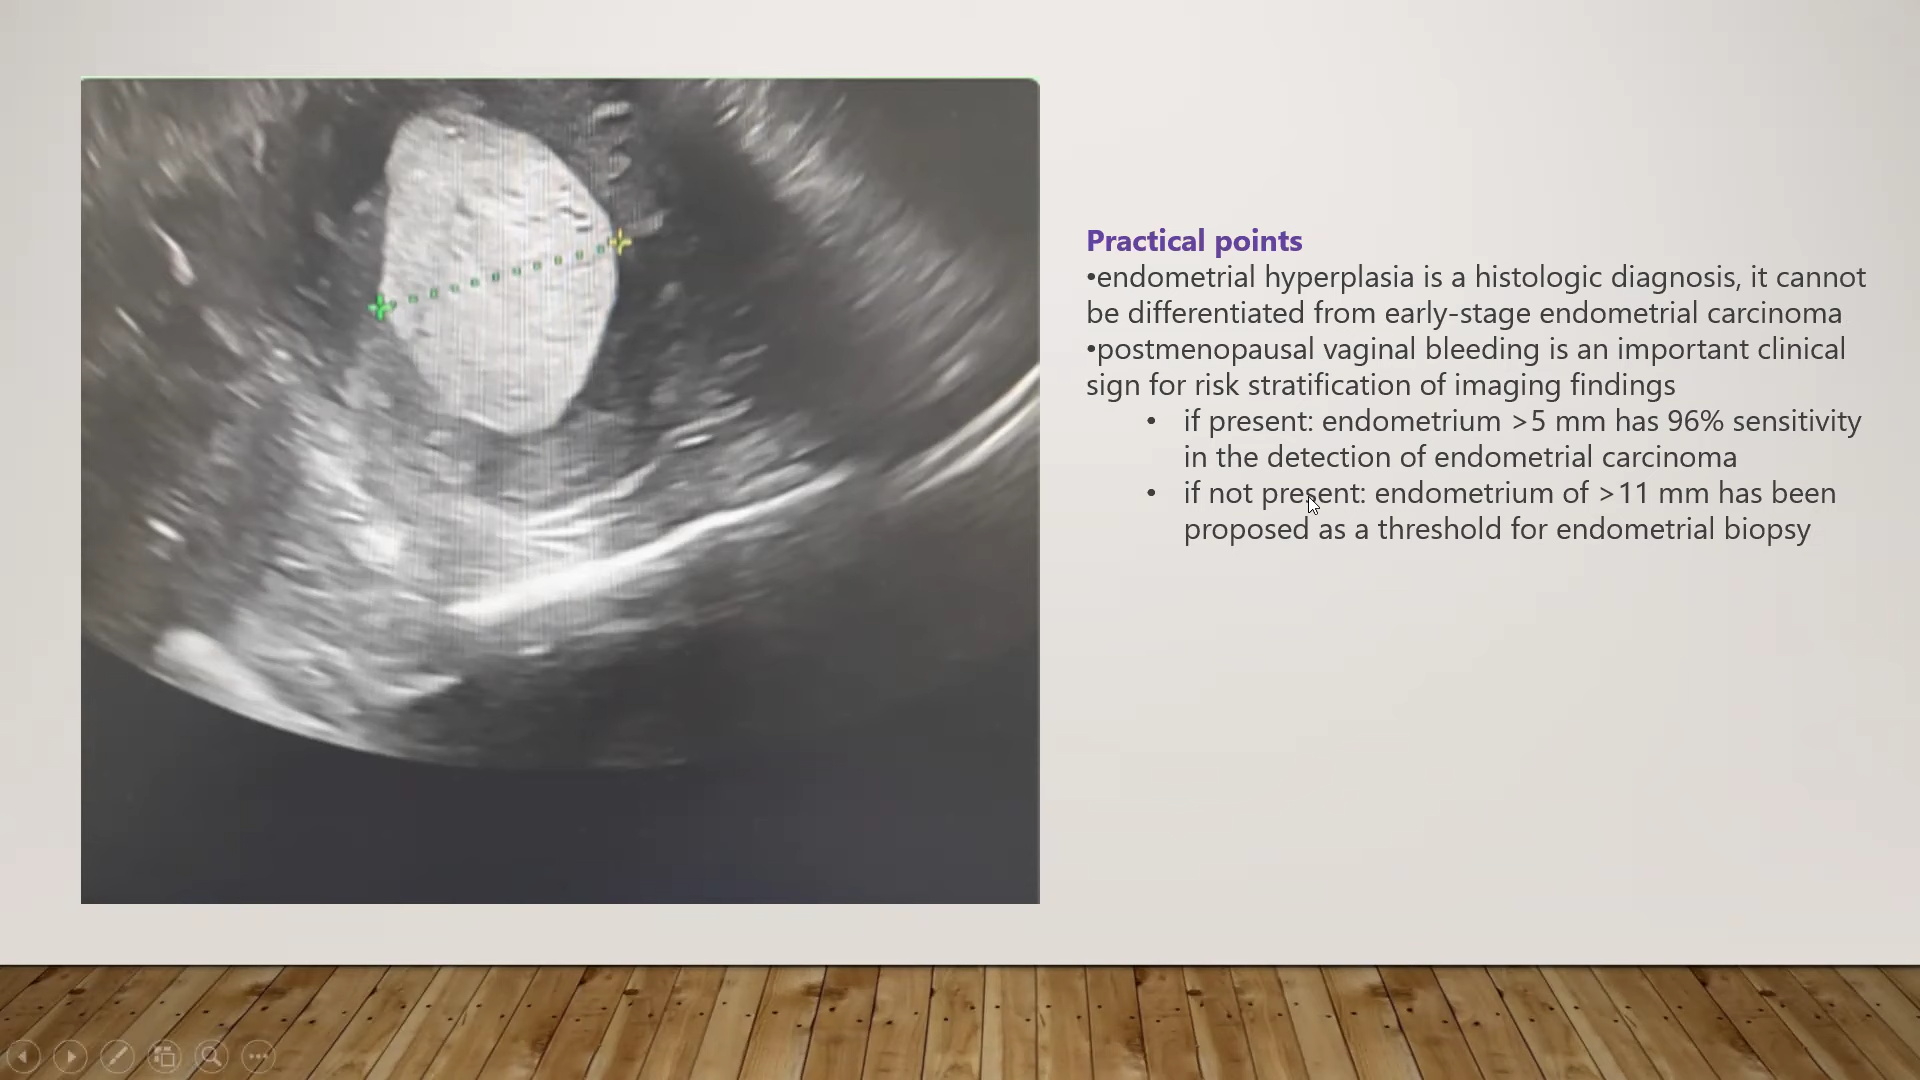 Practical points
•endometrial hyperplasia is a histologic diagnosis, it cannot
be differentiated from early-stage endometrial carcinoma
•postmenopausal vaginal bleeding is an important clinical
sign for risk stratification of imaging findings
• if present: endometrium >5 mm has 96% sensitivity
in the detection of endometrial carcinoma
• if not present: endometrium of >11 mm has been
proposed as a threshold for endometrial biopsy